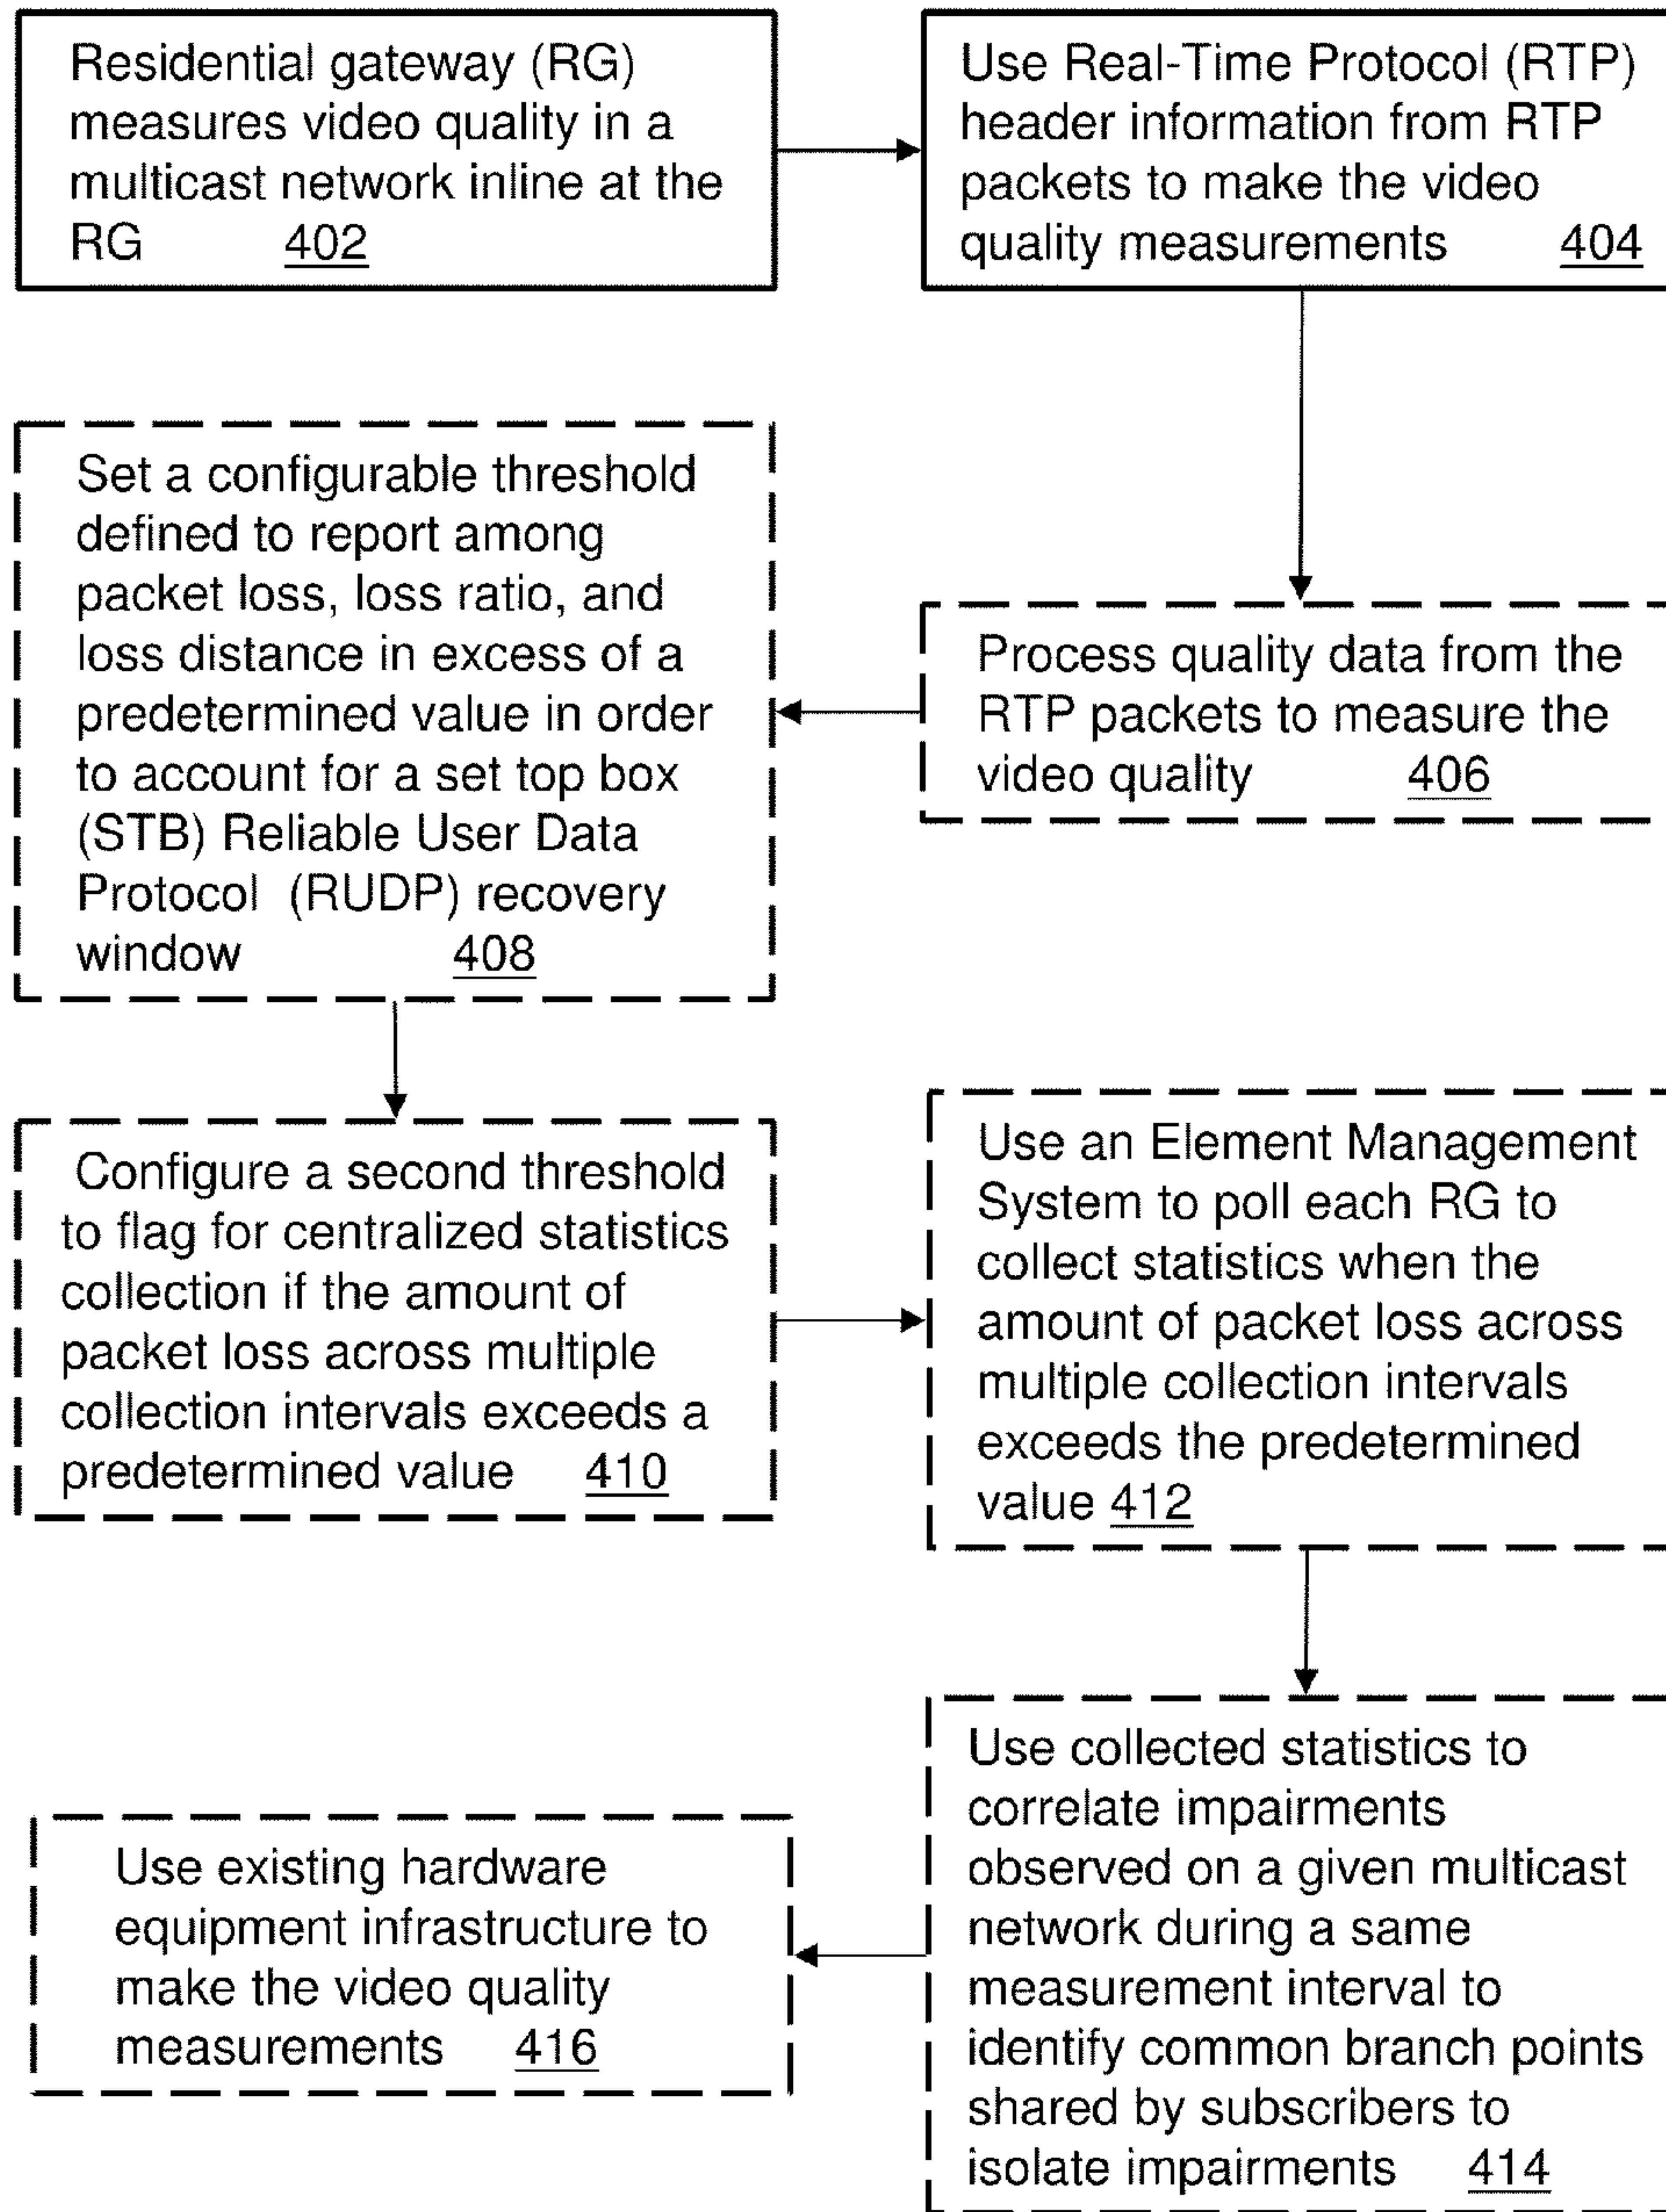 Residential gateway (RG)
measures video quality in a
multicast network inline at the
RG 402
Use Real-Time Protocol (RTP)
header information from RTP
packets to make the video
quality measurements 404
Process quality data from the
RTP packets to measure the
video quality 406
Set a configurable threshold
defined to report among
packet loss, loss ratio, and
loss distance in excess of a
predetermined value in order
to account for a set top box
(STB) Reliable User Data
Protocol (RUDP) recovery
window 408
Configure a second threshold
to flag for centralized statistics
collection if the amount of
packet loss across multiple
collection intervals exceeds a
predetermined value 410
Use an Element Management
System to poll each RG to
collect statistics when the
amount of packet loss across
multiple collection intervals
exceeds the predetermined
value 412
Use collected statistics to
correlate impairments
observed on a given multicast
network during a same
measurement interval to
identify common branch points
shared by subscribers to
isolate impairments 414
Use existing hardware
equipment infrastructure to
make the video quality
measurements 416